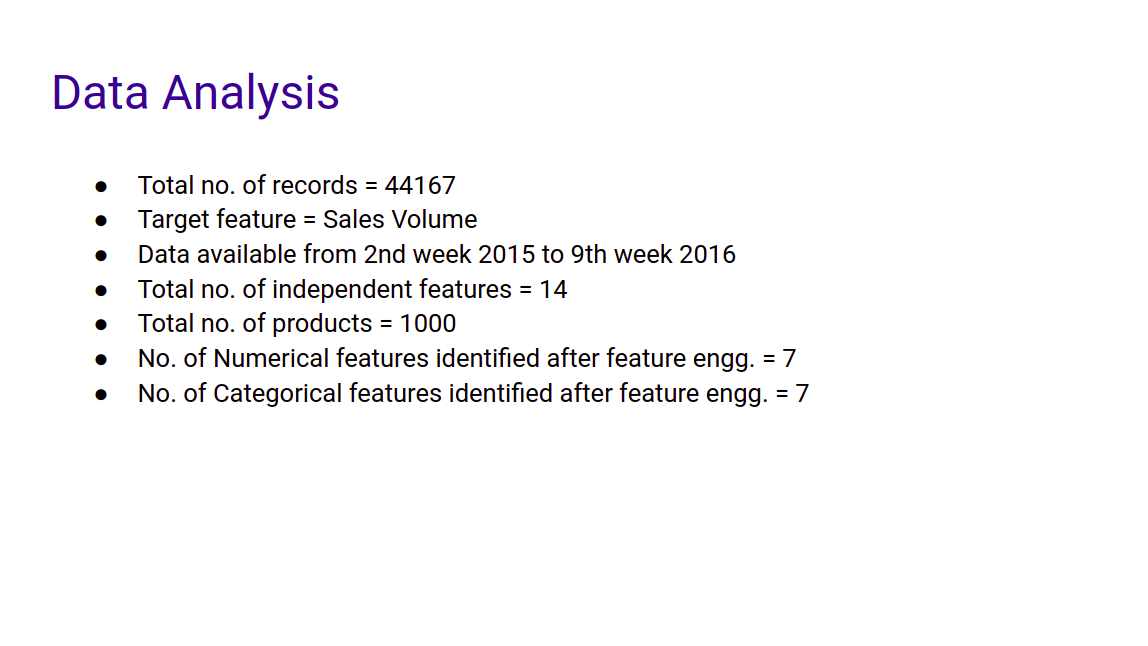 Data Analysis
● Total no. of records = 44167
● Target feature = Sales Volume
● Data available from 2nd week 2015 to 9th week 2016
● Total no. of independent features = 14
● Total no. of products = 1000
● No. of Numerical features identified after feature engg. = 7
● No. of Categorical features identified after feature engg. = 7